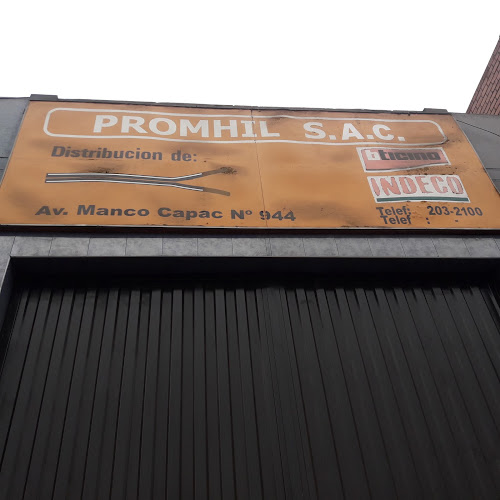 PROMHIL S.A.C.
Distribucion de:
bticino
INDECO
Av. Manco Capac Nº 944
Telef: 203-2100
Telef : -